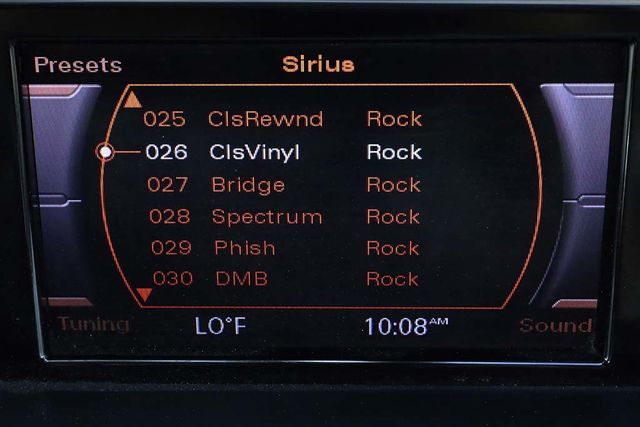 Presets Sirius
025 ClsRewnd Rock
026 ClsVinyl Rock
027 Bridge Rock
028 Spectrum Rock
029 Phish Rock
030 DMB Rock
Tuning LO°F 10:08AM Sound